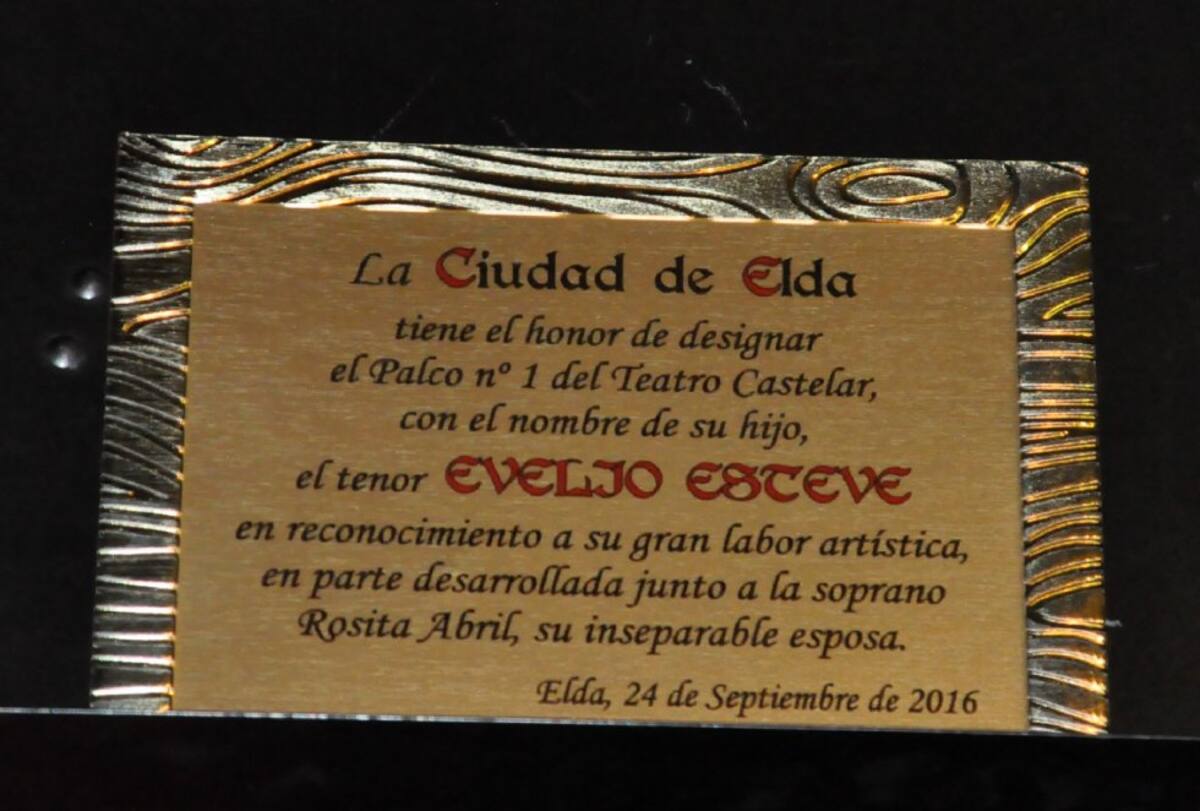 La Ciudad de Elda
tiene el honor de designar
el Palco nº 1 del Teatro Castelar,
con el nombre de su hijo,
el tenor EVELIO ESTEVE
en reconocimiento a su gran labor artística,
en parte desarrollada junto a la soprano
Rosita Abril, su inseparable esposa.
Elda, 24 de Septiembre de 2016